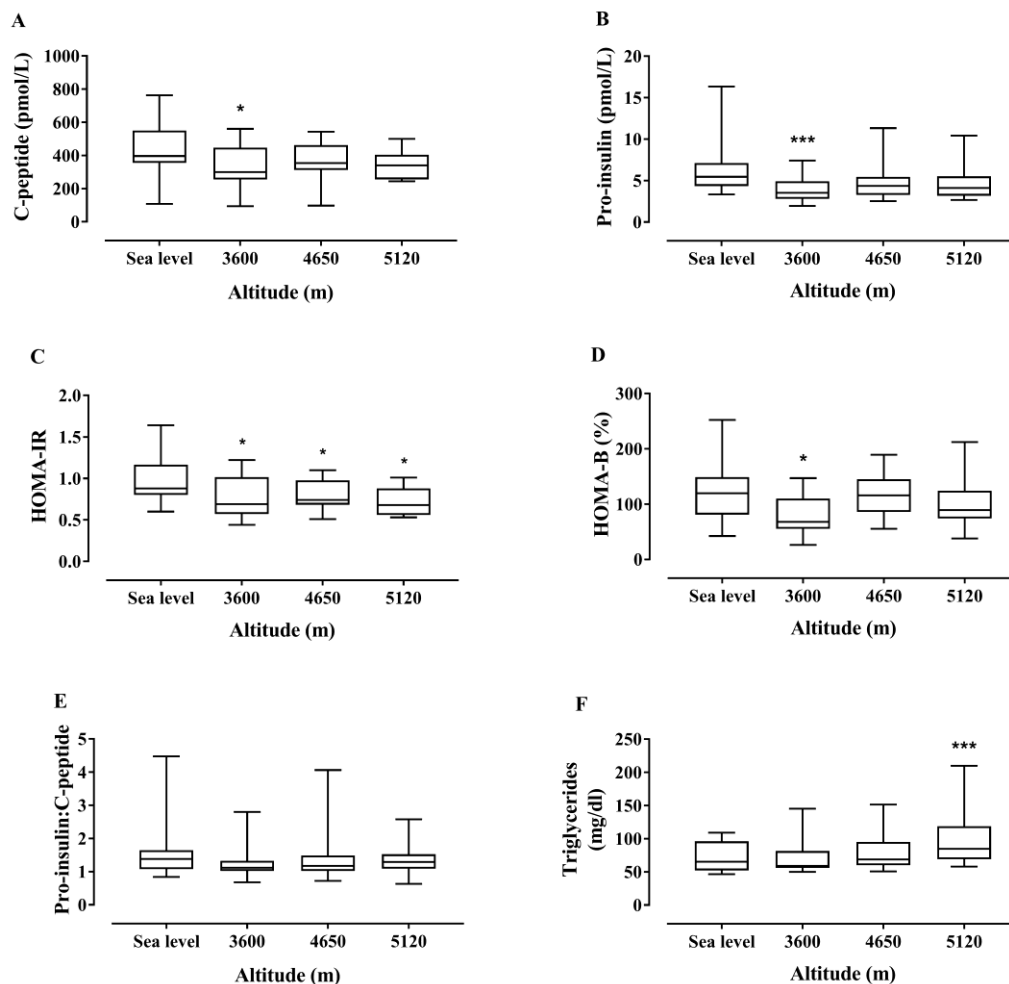 A
C-peptide (pmol/L)
1000
800
600
400
200
0
*
Sea level 3600 4650 5120
Altitude (m)
B
Pro-insulin (pmol/L)
20
15
10
5
0
***
Sea level 3600 4650 5120
Altitude (m)
C
HOMA-IR
2.0
1.5
1.0
0.5
0.0
* * *
Sea level 3600 4650 5120
Altitude (m)
D
HOMA-B (%)
300
200
100
0
*
Sea level 3600 4650 5120
Altitude (m)
E
Pro-insulin:C-peptide
5
4
3
2
1
0
Sea level 3600 4650 5120
Altitude (m)
F
Triglycerides
(mg/dl)
250
200
150
100
50
0
***
Sea level 3600 4650 5120
Altitude (m)